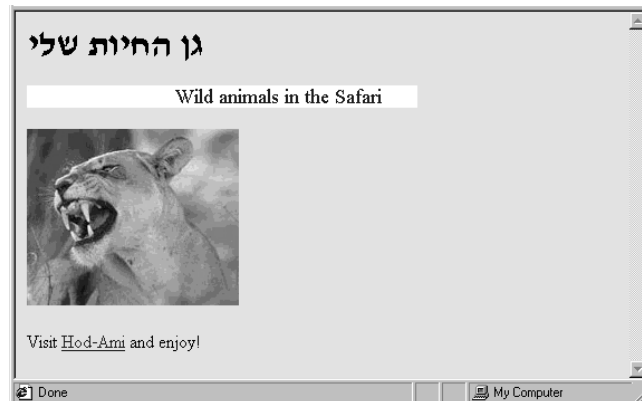 גן החיות שלי
Wild animals in the Safari
Visit Hod-Ami and enjoy!
Done
My Computer